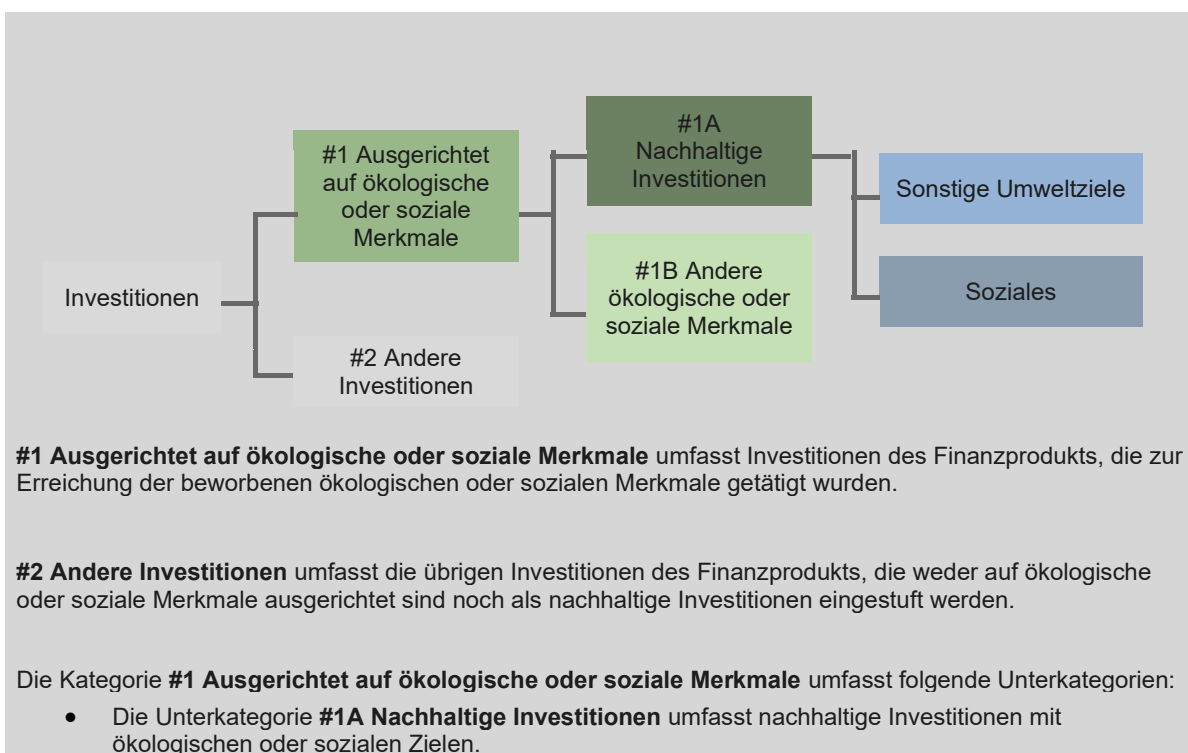 #1 Ausgerichtet
auf ökologische
oder soziale
Merkmale
#1A
Nachhaltige
Investitionen
Sonstige Umweltziele
Investitionen
#1B Andere
ökologische oder
soziale Merkmale
Soziales
#2 Andere
Investitionen
#1 Ausgerichtet auf ökologische oder soziale Merkmale umfasst Investitionen des Finanzprodukts, die zur
Erreichung der beworbenen ökologischen oder sozialen Merkmale getätigt wurden.
#2 Andere Investitionen umfasst die übrigen Investitionen des Finanzprodukts, die weder auf ökologische
oder soziale Merkmale ausgerichtet sind noch als nachhaltige Investitionen eingestuft werden.
Die Kategorie #1 Ausgerichtet auf ökologische oder soziale Merkmale umfasst folgende Unterkategorien:
• Die Unterkategorie #1A Nachhaltige Investitionen umfasst nachhaltige Investitionen mit
ökologischen oder sozialen Zielen.